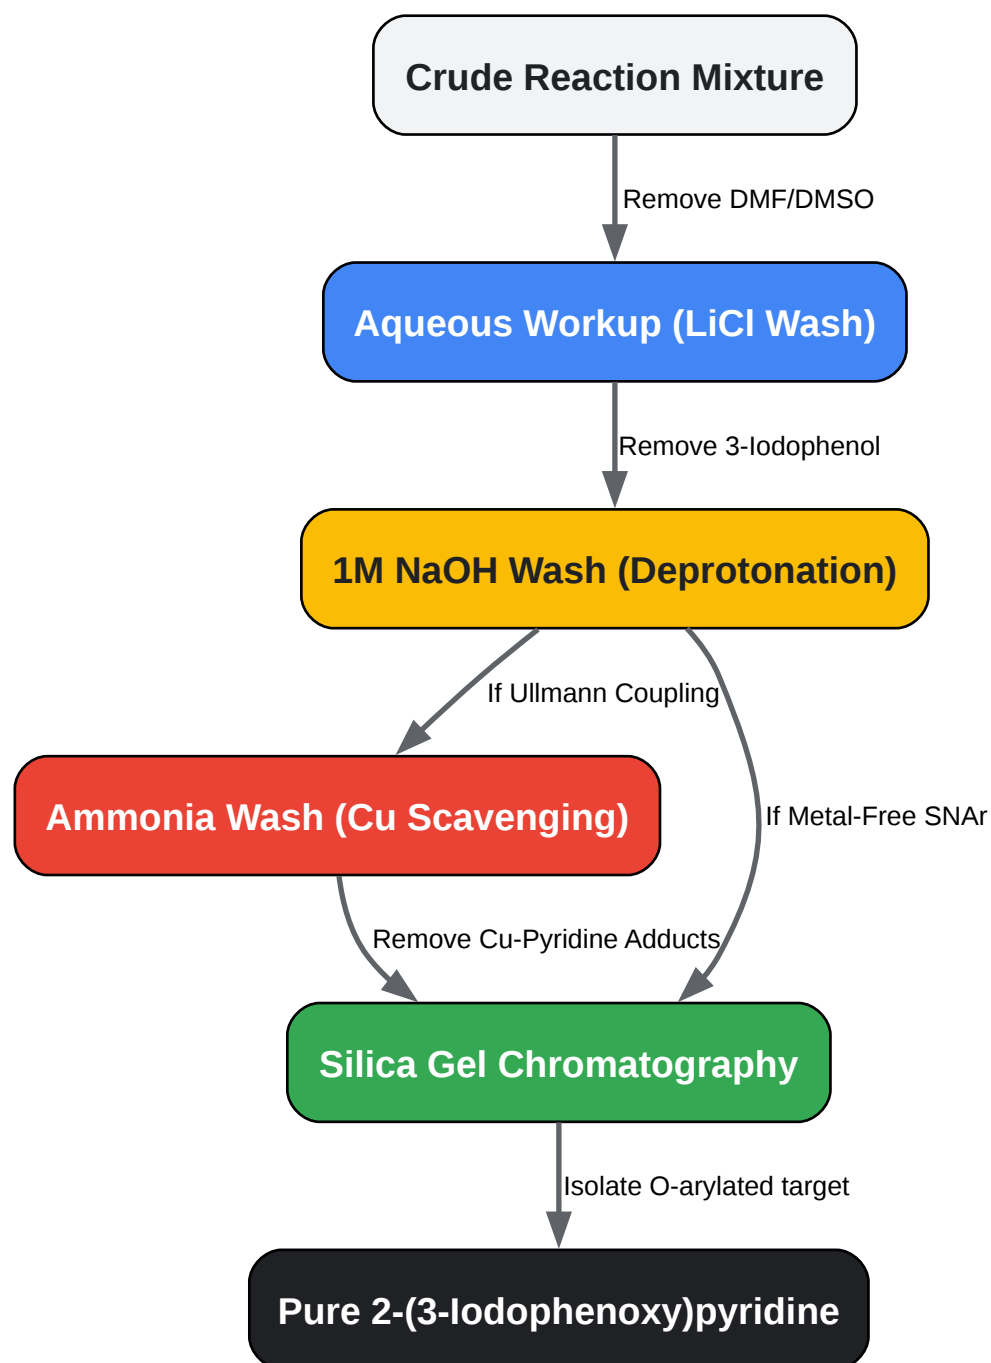 Crude Reaction Mixture
Remove DMF/DMSO
Aqueous Workup (LiCl Wash)
Remove 3-Iodophenol
1M NaOH Wash (Deprotonation)
If Ullmann Coupling
Ammonia Wash (Cu Scavenging)
If Metal-Free SNAr
Remove Cu-Pyridine Adducts
Silica Gel Chromatography
Isolate O-arylated target
Pure 2-(3-Iodophenoxy)pyridine